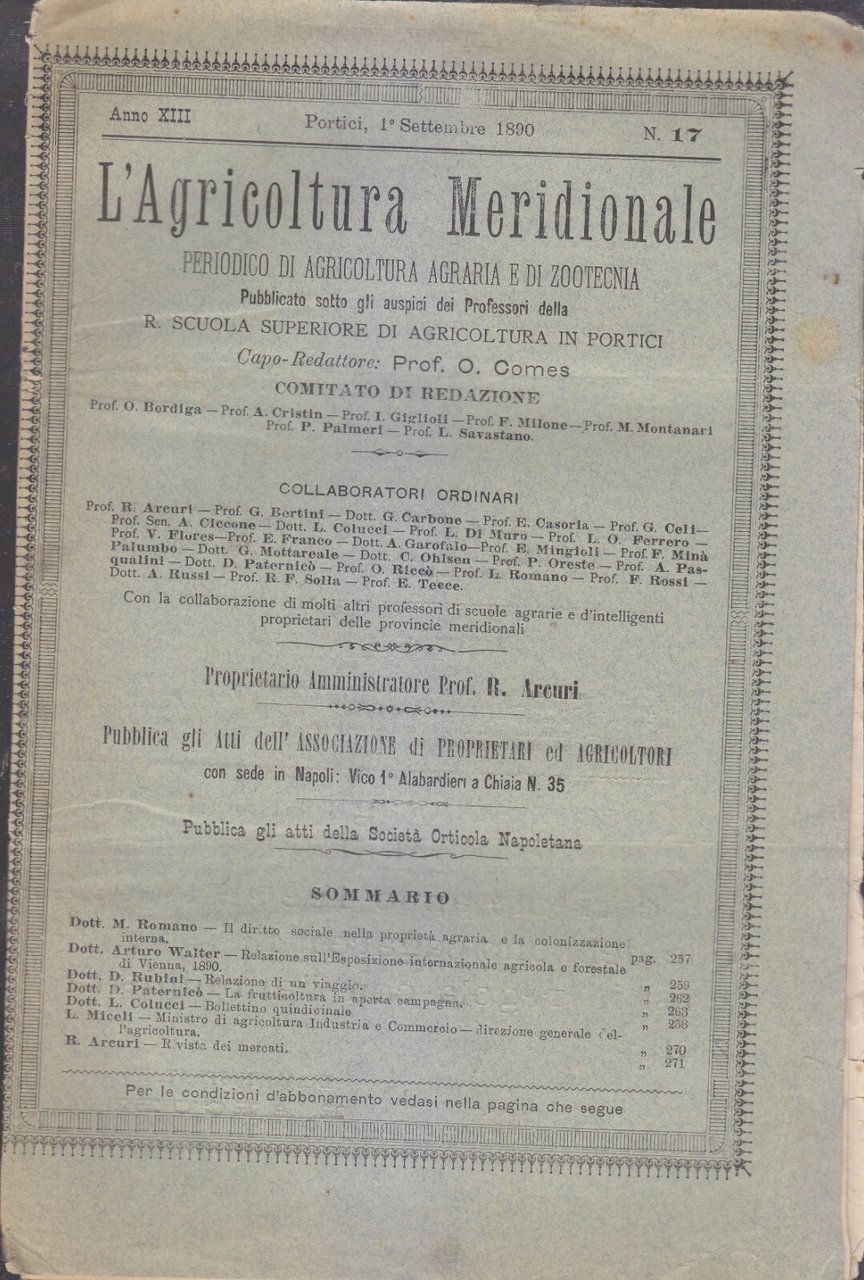 Anno XIII
Portici, 1° Settembre 1890
N. 17
L'Agricoltura Meridionale
PERIODICO DI AGRICOLTURA AGRARIA E DI ZOOTECNIA
Pubblicato sotto gli auspici dei Professori della
R. SCUOLA SUPERIORE DI AGRICOLTURA IN PORTICI
Capo-Redattore: Prof. O. Comes
COMITATO DI REDAZIONE
Prof. O. Bordiga — Prof. A. Cristin — Prof. I. Giglioli — Prof. F. Milone — Prof. M. Montanari
Prof. P. Palmeri — Prof. L. Savastano.
COLLABORATORI ORDINARI
Prof. R. Arcuri — Prof. G. Bertini — Dott. G. Carbone — Prof. E. Casoria — Prof. G. Celi —
Prof. Sen. A. Ciccone — Dott. L. Colucci — Prof. L. Di Muro — Prof. L. O. Ferrero —
Prof. V. Flores — Prof. E. Franco — Dott. A. Garofalo — Prof. E. Mingioli — Prof. F. Minà
Palumbo — Dott. G. Mottareale — Dott. C. Ohlsen — Prof. P. Oreste — Prof. A. Pas-
qualini — Dott. D. Paternicò — Prof. O. Riccò — Prof. L. Romano — Prof. F. Rossi —
Dott. A. Russi — Prof. R. F. Solla — Prof. E. Tecce.
Con la collaborazione di molti altri professori di scuole agrarie e d'intelligenti
proprietari delle provincie meridionali
Proprietario Amministratore Prof. R. Arcuri
Pubblica gli Atti dell' ASSOCIAZIONE di PROPRIETARI ed AGRICOLTORI
con sede in Napoli: Vico 1° Alabardieri a Chiaia N. 35
Pubblica gli atti della Società Orticola Napoletana
SOMMARIO
Dott. M. Romano — Il diritto sociale nella proprietà agraria e la colonizzazione
interna. pag. 257
Dott. Arturo Walter — Relazione sull'Esposizione internazionale agricola e forestale
di Vienna, 1890. „ 259
Dott. D. Rubini — Relazione di un viaggio. „ 262
Dott. D. Paternicò — La frutticoltura in aperta campagna. „ 263
Dott. L. Colucci — Bollettino quindicinale „ 268
L. Miceli — Ministro di agricoltura Industria e Commercio — direzione generale del-
l'agricoltura. „ 270
R. Arcuri — Rivista dei mercati. „ 271
Per le condizioni d'abbonamento vedasi nella pagina che segue